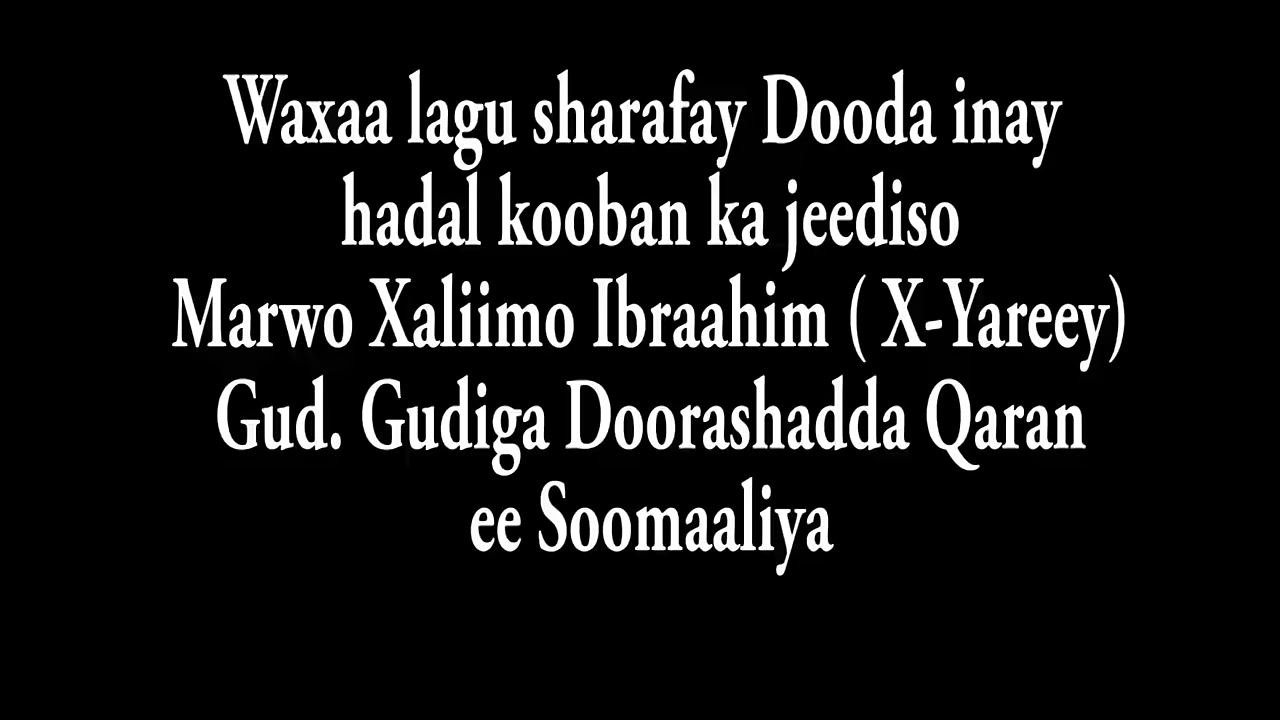 Waxaa lagu sharafay Dooda inay
hadal kooban ka jeediso
Marwo Xaliimo Ibraahim ( X-Yareey)
Gud. Gudiga Doorashadda Qaran
ee Soomaaliya